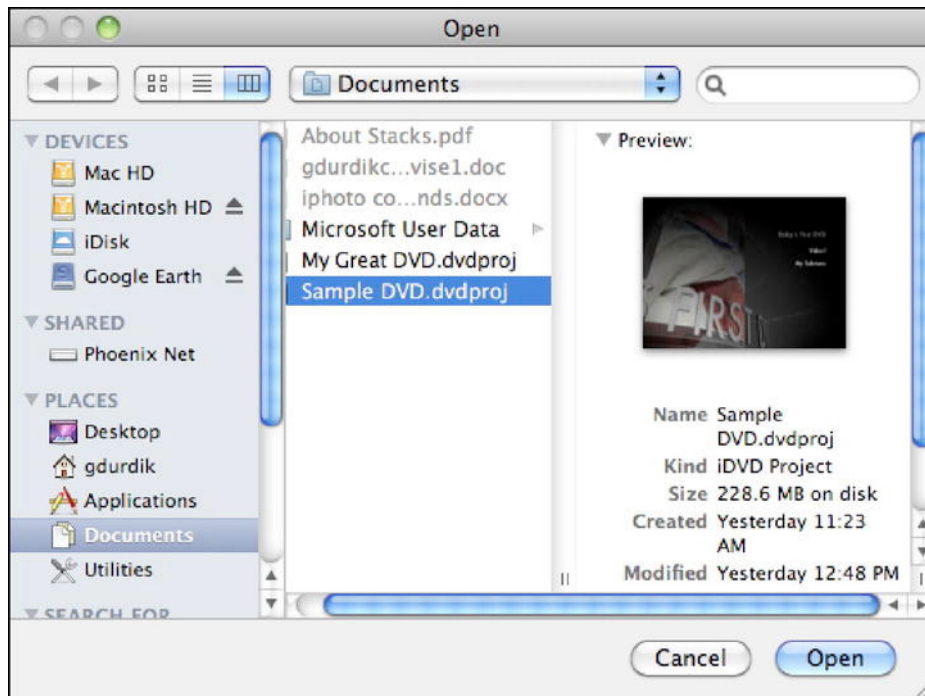 Open
Documents
DEVICES
Mac HD
Macintosh HD
iDisk
Google Earth
SHARED
Phoenix Net
PLACES
Desktop
gdurdik
Applications
Documents
Utilities
SEARCH FOR
About Stacks.pdf
gdurdikc...vise1.doc
iphoto co...nds.docx
Microsoft User Data
My Great DVD.dvdproj
Sample DVD.dvdproj
Preview:
FIRST
Name Sample
DVD.dvdproj
Kind iDVD Project
Size 228.6 MB on disk
Created Yesterday 11:23
AM
Modified Yesterday 12:48 PM
Cancel
Open